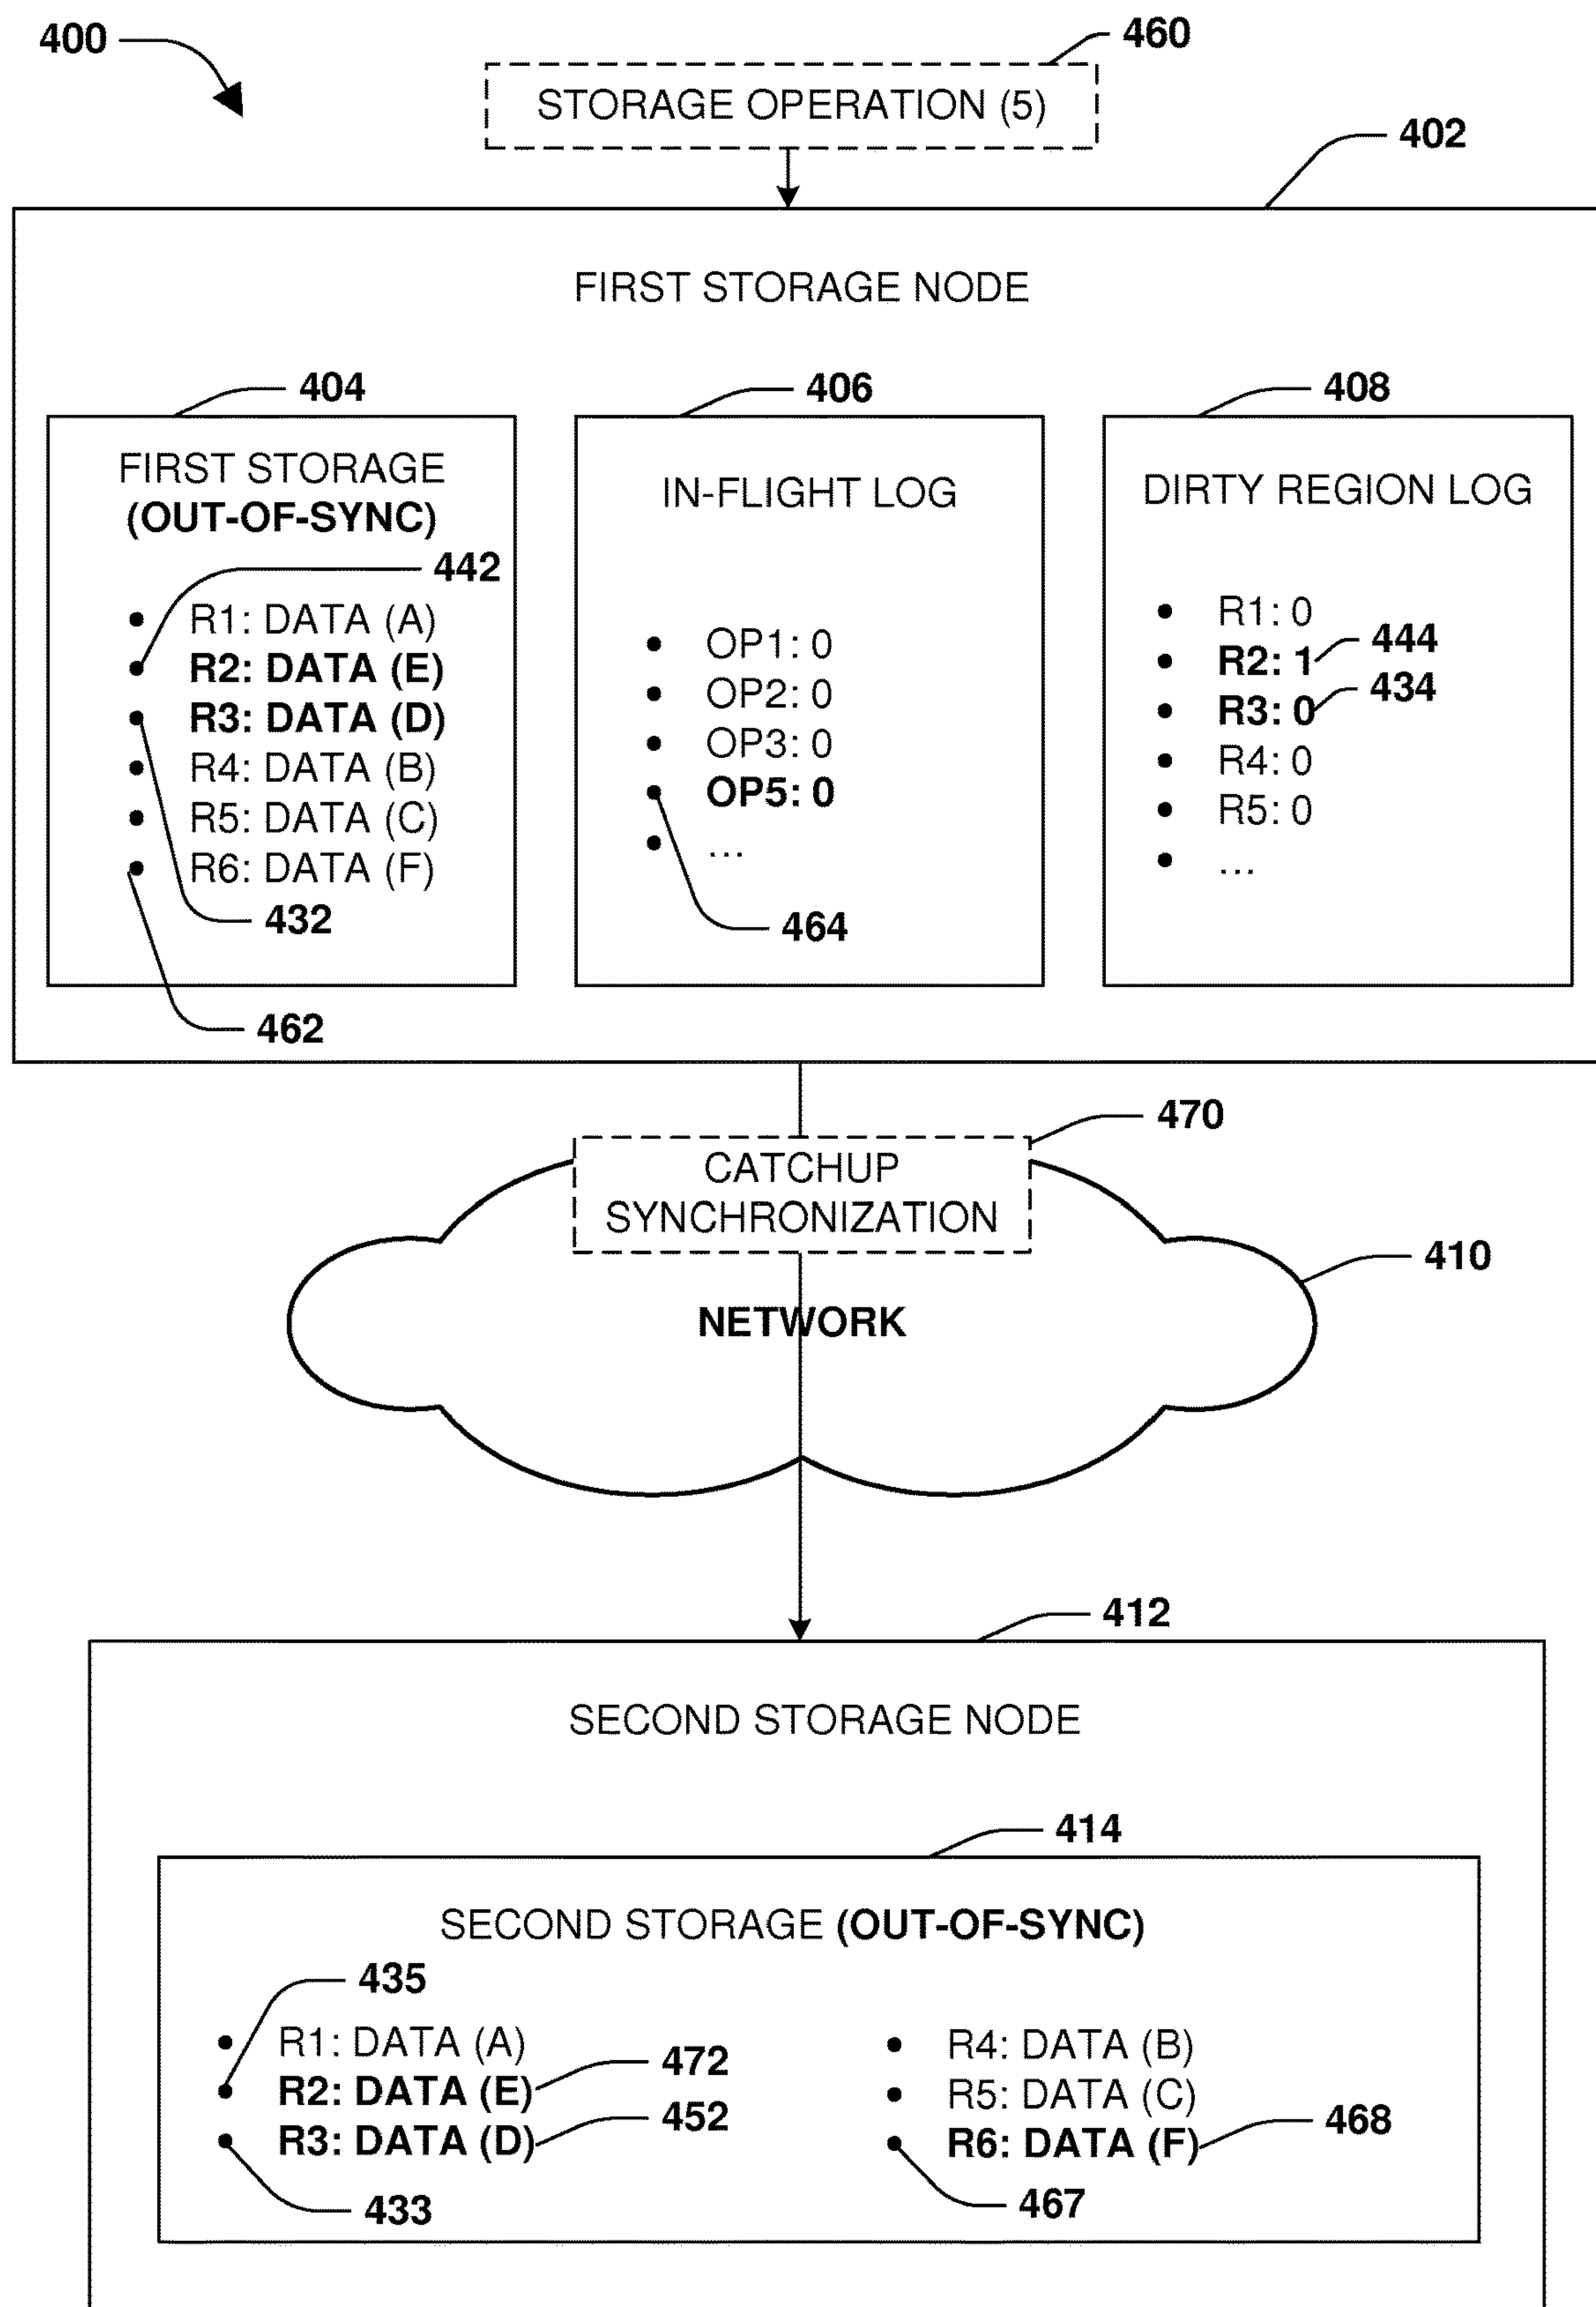 400
460
STORAGE OPERATION (5)
402
FIRST STORAGE NODE
404
FIRST STORAGE
(OUT-OF-SYNC)
442
• R1: DATA (A)
• R2: DATA (E)
• R3: DATA (D)
• R4: DATA (B)
• R5: DATA (C)
• R6: DATA (F)
432
462
406
IN-FLIGHT LOG
• OP1: 0
• OP2: 0
• OP3: 0
• OP5: 0
• ...
464
408
DIRTY REGION LOG
• R1: 0
• R2: 1
444
• R3: 0
434
• R4: 0
• R5: 0
• ...
470
CATCHUP
SYNCHRONIZATION
410
NETWORK
412
SECOND STORAGE NODE
414
SECOND STORAGE (OUT-OF-SYNC)
435
• R1: DATA (A)
• R2: DATA (E)
472
• R3: DATA (D)
452
433
• R4: DATA (B)
• R5: DATA (C)
• R6: DATA (F)
468
467